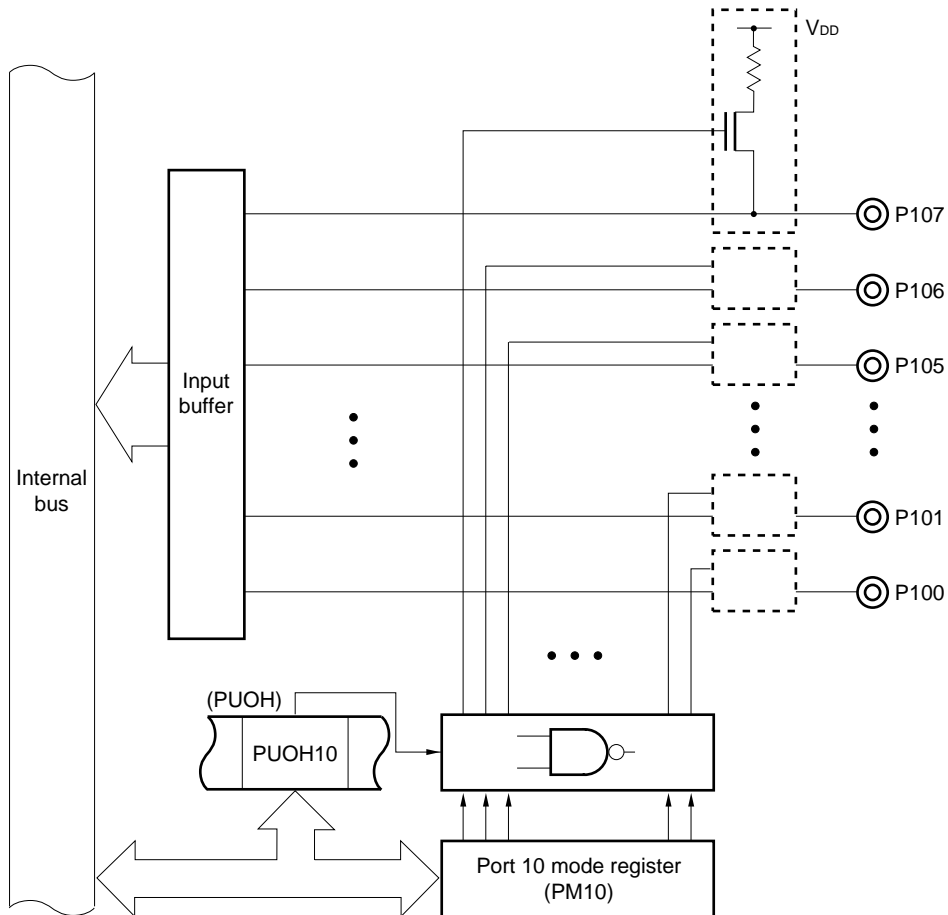 VDD
P107
P106
P105
Input
buffer
Internal
bus
P101
P100
(PUOH)
PUOH10
Port 10 mode register
(PM10)